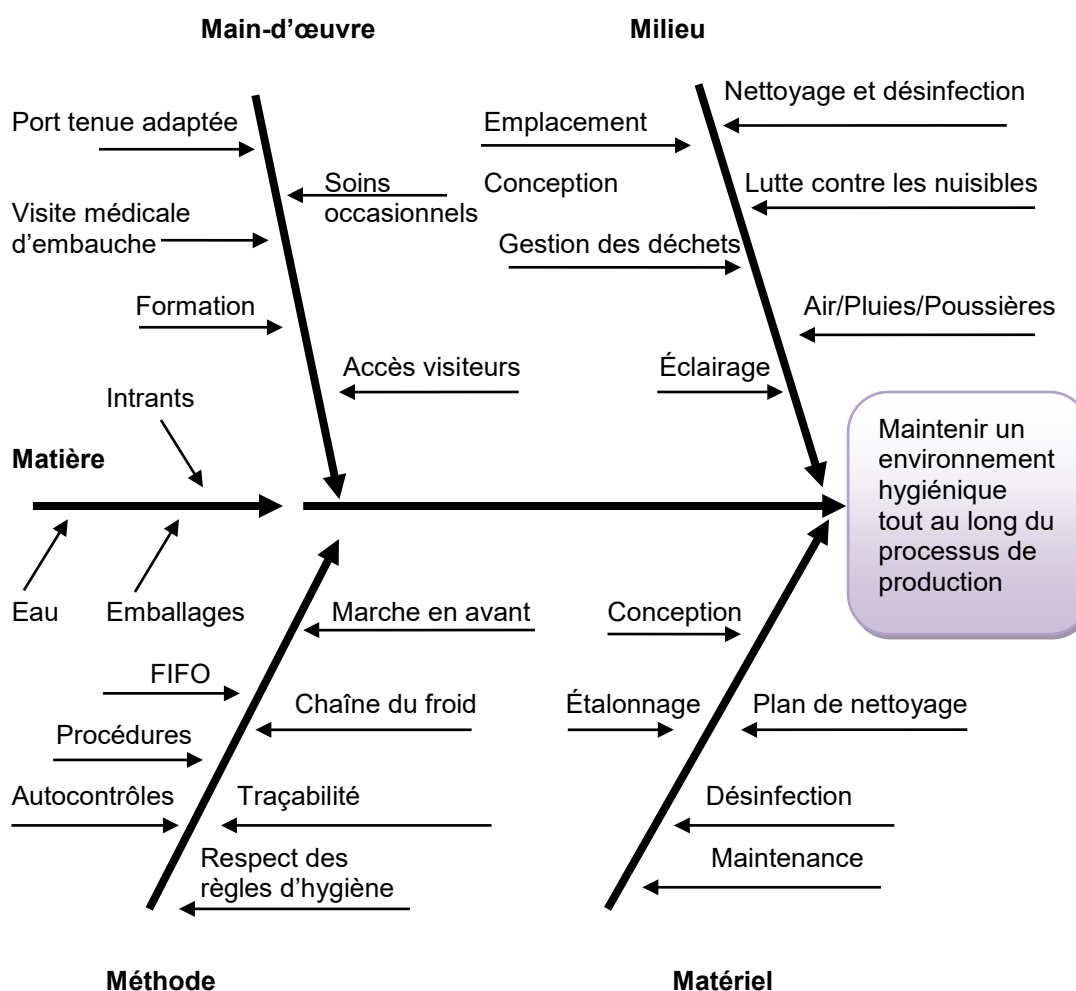 Main-d’œuvre
Milieu
Port tenue adaptée
Soins
occasionnels
Visite médicale
d’embauche
Formation
Accès visiteurs
Nettoyage et désinfection
Emplacement
Conception
Lutte contre les nuisibles
Gestion des déchets
Air/Pluies/Poussières
Éclairage
Intrants
Matière
Eau
Emballages
Maintenir un
environnement
hygiénique
tout au long du
processus de
production
Marche en avant
FIFO
Chaîne du froid
Procédures
Autocontrôles
Traçabilité
Respect des
règles d’hygiène
Conception
Étalonnage
Plan de nettoyage
Désinfection
Maintenance
Méthode
Matériel